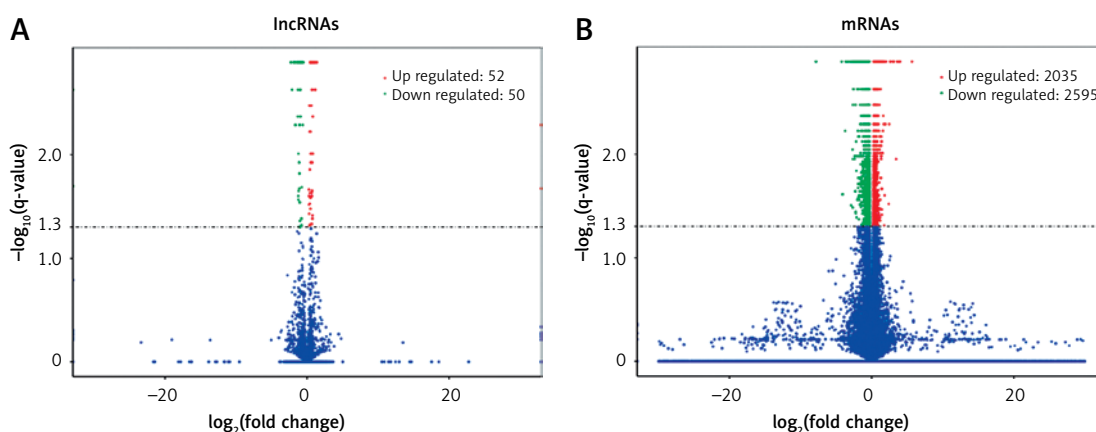 A
lncRNAs
Up regulated: 52
Down regulated: 50
2.0
1.3
1.0
0
–log10(q-value)
–20
0
20
log2(fold change)
B
mRNAs
Up regulated: 2035
Down regulated: 2595
2.0
1.3
1.0
0
–log10(q-value)
–20
0
20
log2(fold change)